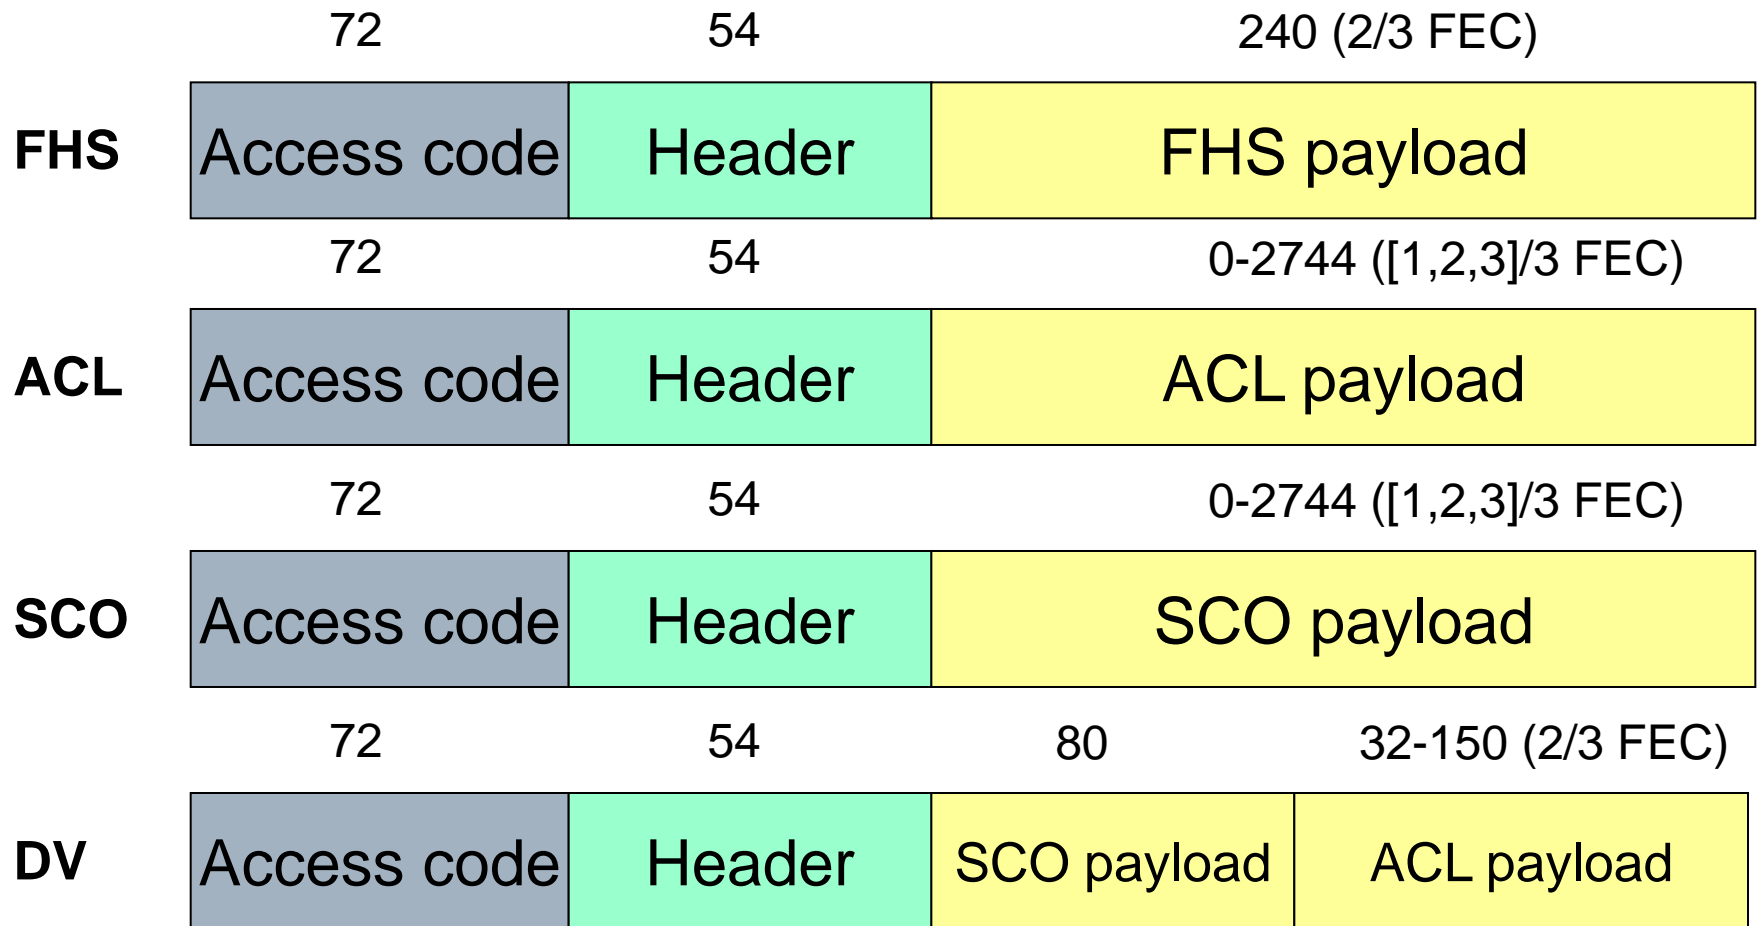 72 54 240 (2/3 FEC)
FHS Access code Header FHS payload
72 54 0-2744 ([1,2,3]/3 FEC)
ACL Access code Header ACL payload
72 54 0-2744 ([1,2,3]/3 FEC)
SCO Access code Header SCO payload
72 54 80 32-150 (2/3 FEC)
DV Access code Header SCO payload ACL payload